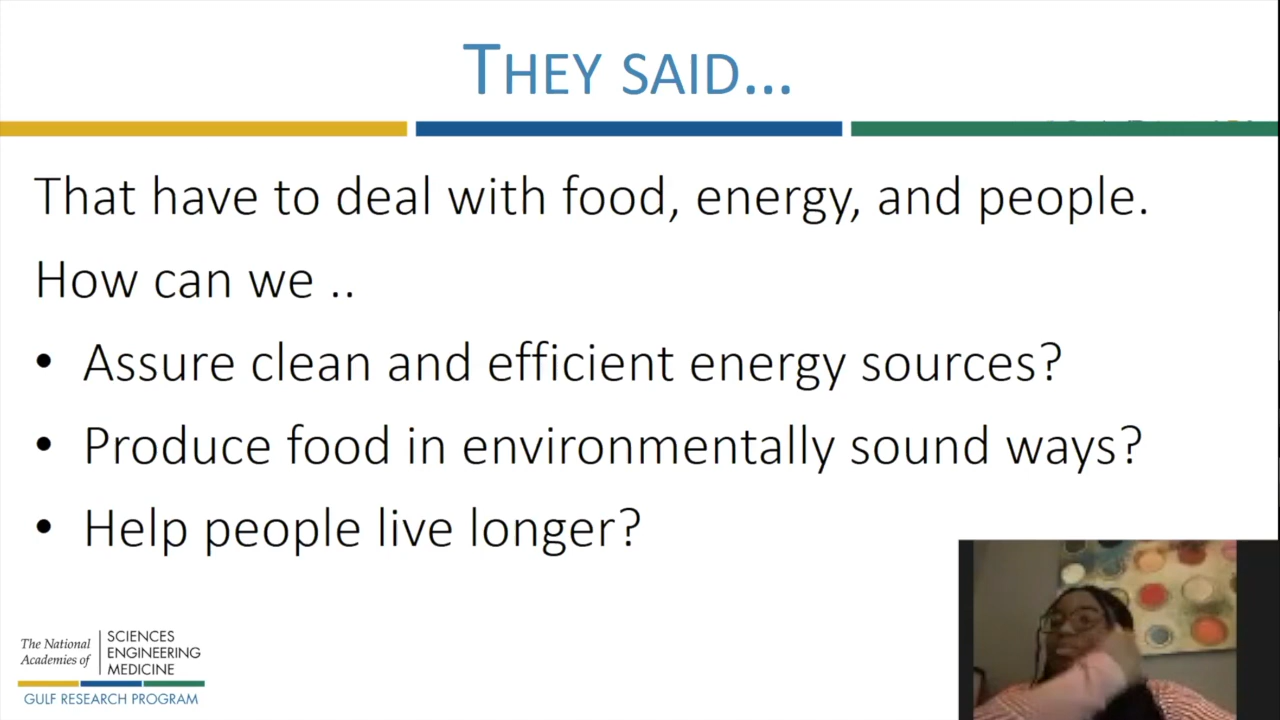 THEY SAID...
That have to deal with food, energy, and people.
How can we ..
• Assure clean and efficient energy sources?
• Produce food in environmentally sound ways?
• Help people live longer?
The National
Academies of
SCIENCES
ENGINEERING
MEDICINE
GULF RESEARCH PROGRAM